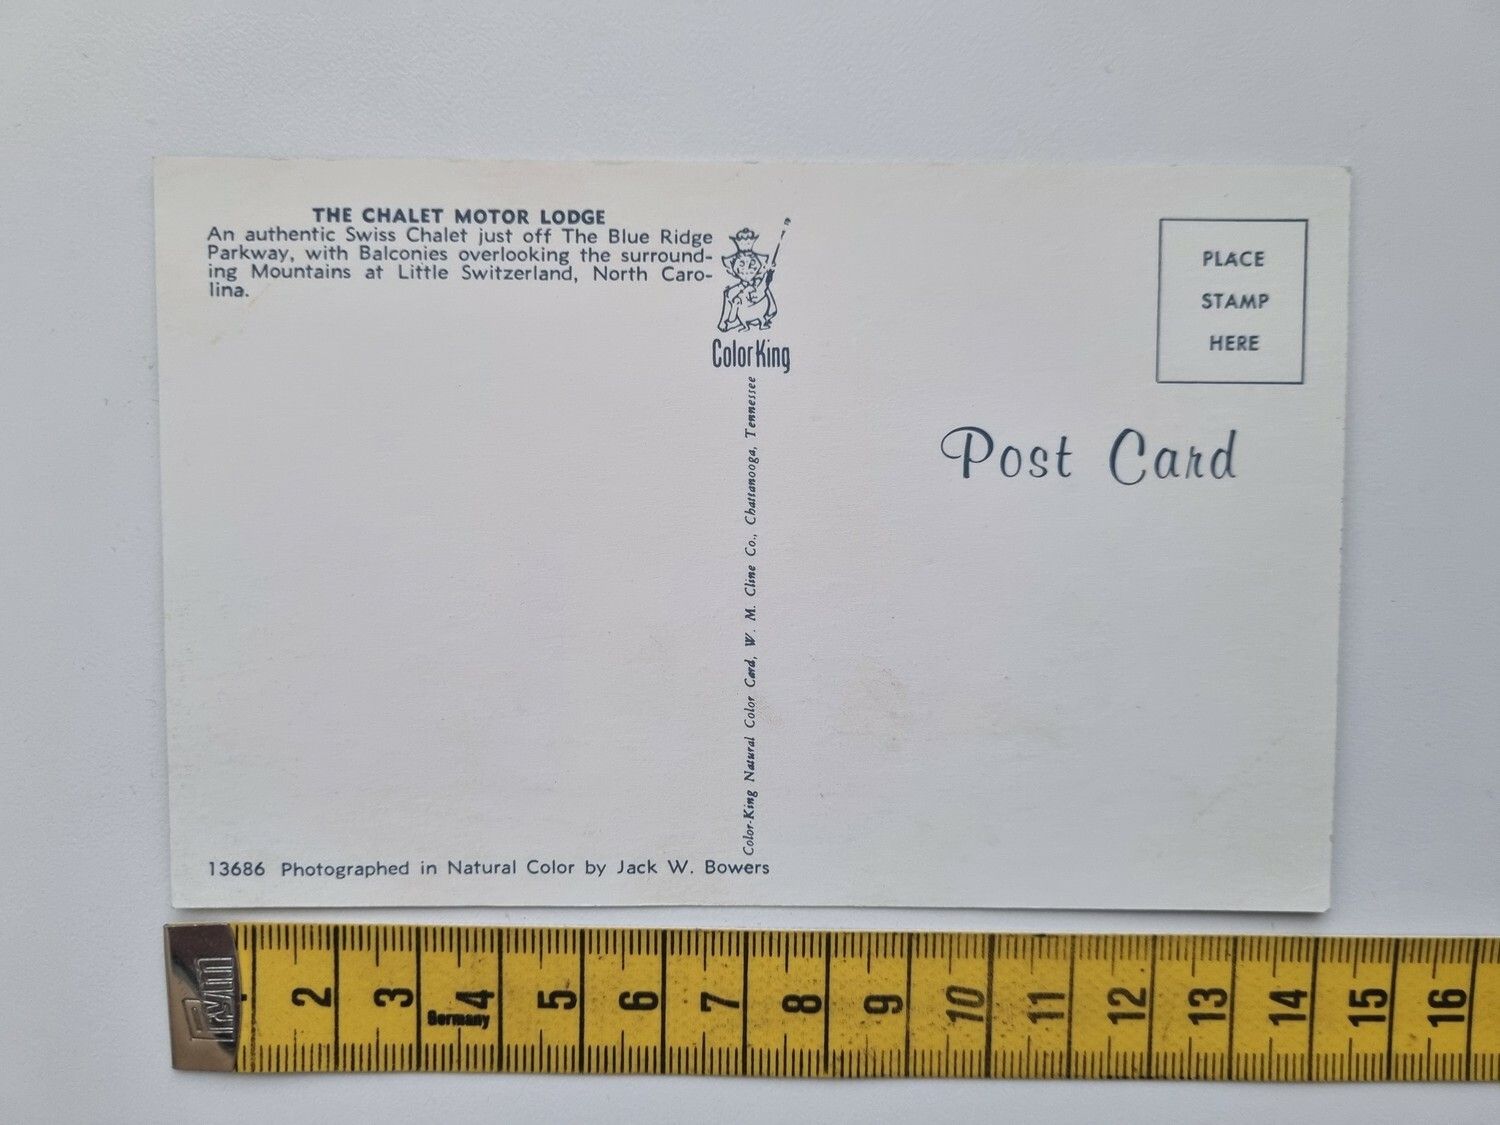 THE CHALET MOTOR LODGE
An authentic Swiss Chalet just off The Blue Ridge
Parkway, with Balconies overlooking the surround-
ing Mountains at Little Switzerland, North Caro-
lina.
ColorKing
Color-King Natural Color Card, W. M. Cline Co., Chattanooga, Tennessee
PLACE
STAMP
HERE
Post Card
13686 Photographed in Natural Color by Jack W. Bowers
Prym
2 3 4 5 6 7 8 9 10 11 12 13 14 15 16
Germany